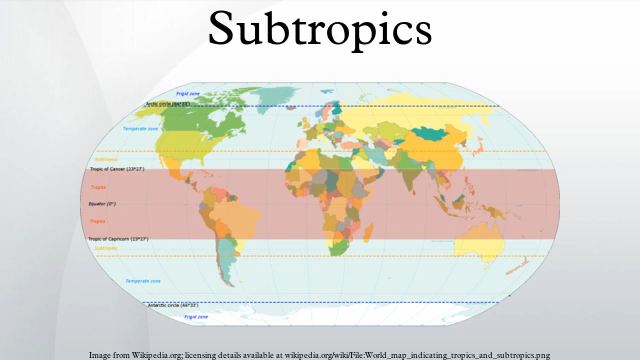 Subtropics
Frigid zone
Arctic circle (66°33')
Temperate zone
Subtropics
Tropic of Cancer (23°27')
Tropics
Equator (0°)
Tropics
Tropic of Capricorn (23°27')
Subtropics
Temperate zone
Antarctic circle (66°33')
Frigid zone
Image from Wikipedia.org; licensing details available at wikipedia.org/wiki/File:World_map_indicating_tropics_and_subtropics.png